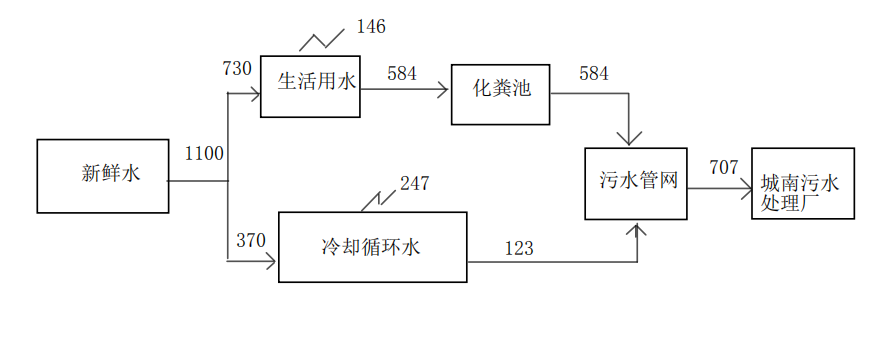 146
730
生活用水
584
化粪池
584
新鲜水
1100
污水管网
707
城南污水
处理厂
247
370
冷却循环水
123